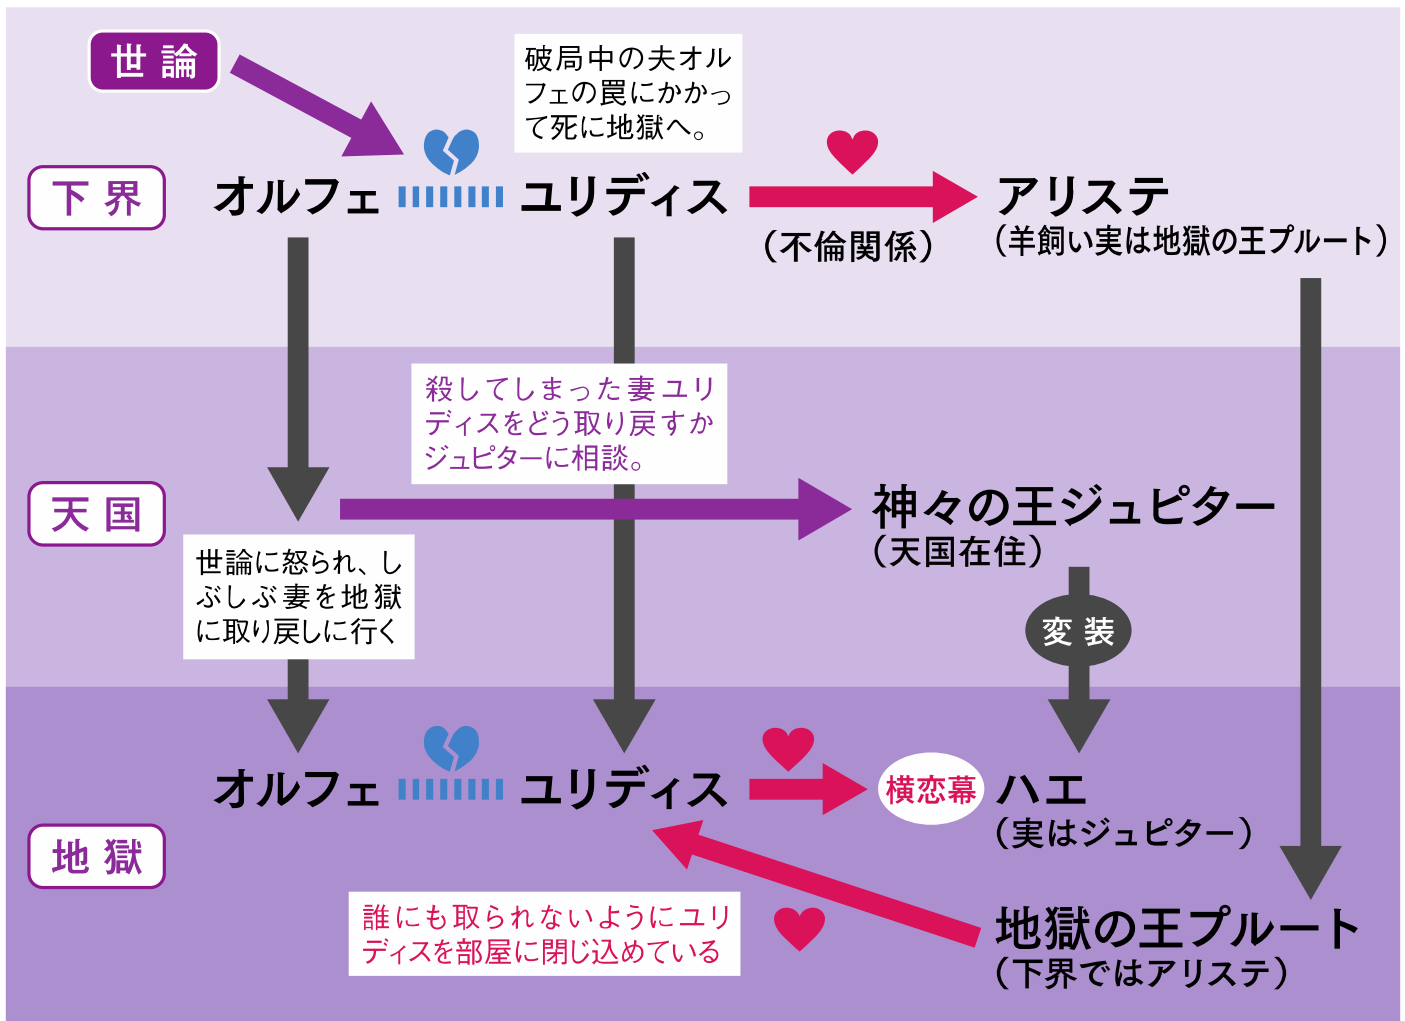 世論
破局中の夫オル
フェの罠にかかっ
て死に地獄へ。
下界
オルフェ
ユリディス
アリステ
（不倫関係）
（羊飼い実は地獄の王プルート）
殺してしまった妻ユリ
ディスをどう取り戻すか
ジュピターに相談。
天国
神々の王ジュピター
（天国在住）
世論に怒られ、し
ぶしぶ妻を地獄
に取り戻しに行く
変装
オルフェ
ユリディス
横恋幕
ハエ
（実はジュピター）
地獄
誰にも取られないようにユリ
ディスを部屋に閉じ込めている
地獄の王プルート
（下界ではアリステ）